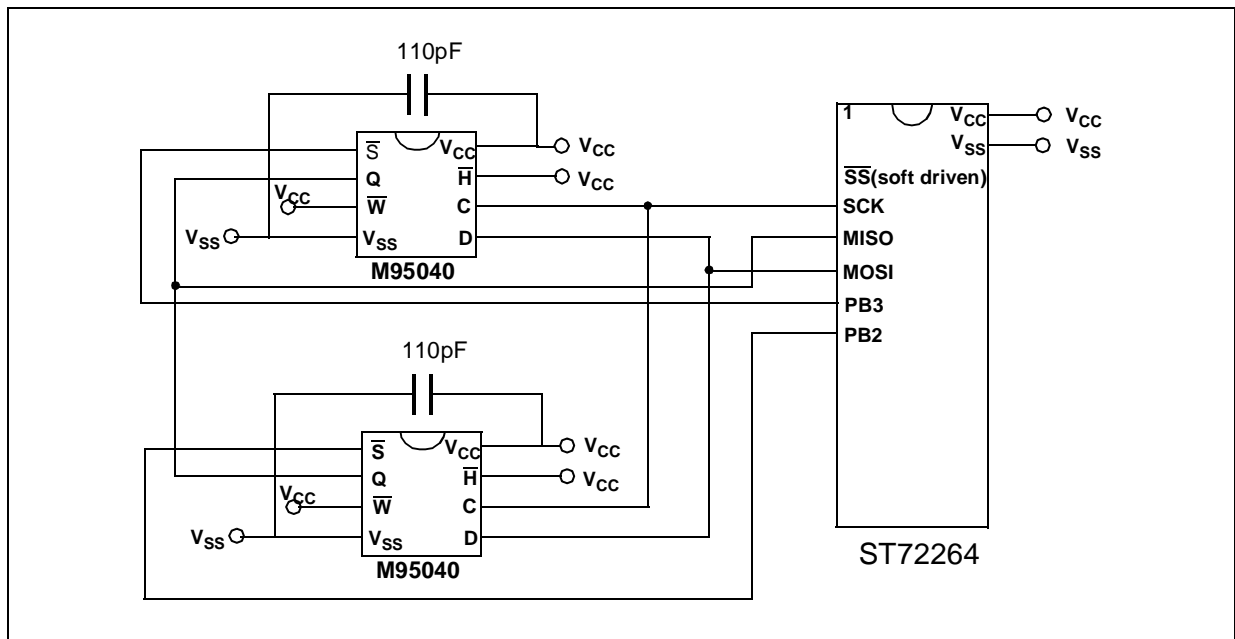 110pF
1
VCC
VCC
VSS
VSS
S̅
VCC
VCC
Q
H̅
VCC
S̅S̅(soft driven)
VCC
W̅
C
SCK
VSS
VSS
D
MISO
M95040
MOSI
PB3
PB2
110pF
S̅
VCC
VCC
Q
H̅
VCC
VCC
W̅
C
VSS
VSS
D
M95040
ST72264